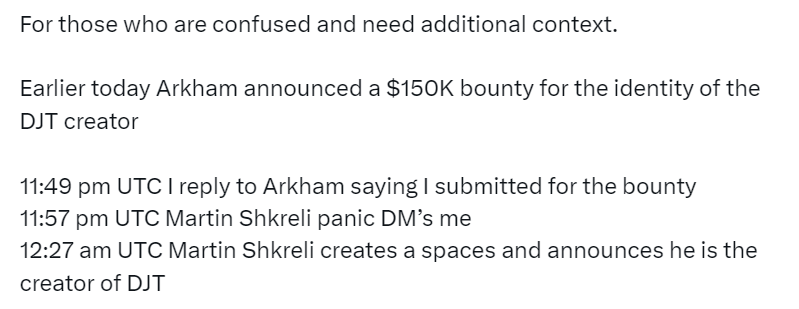 For those who are confused and need additional context.
Earlier today Arkham announced a $150K bounty for the identity of the
DJT creator
11:49 pm UTC I reply to Arkham saying I submitted for the bounty
11:57 pm UTC Martin Shkreli panic DM’s me
12:27 am UTC Martin Shkreli creates a spaces and announces he is the
creator of DJT